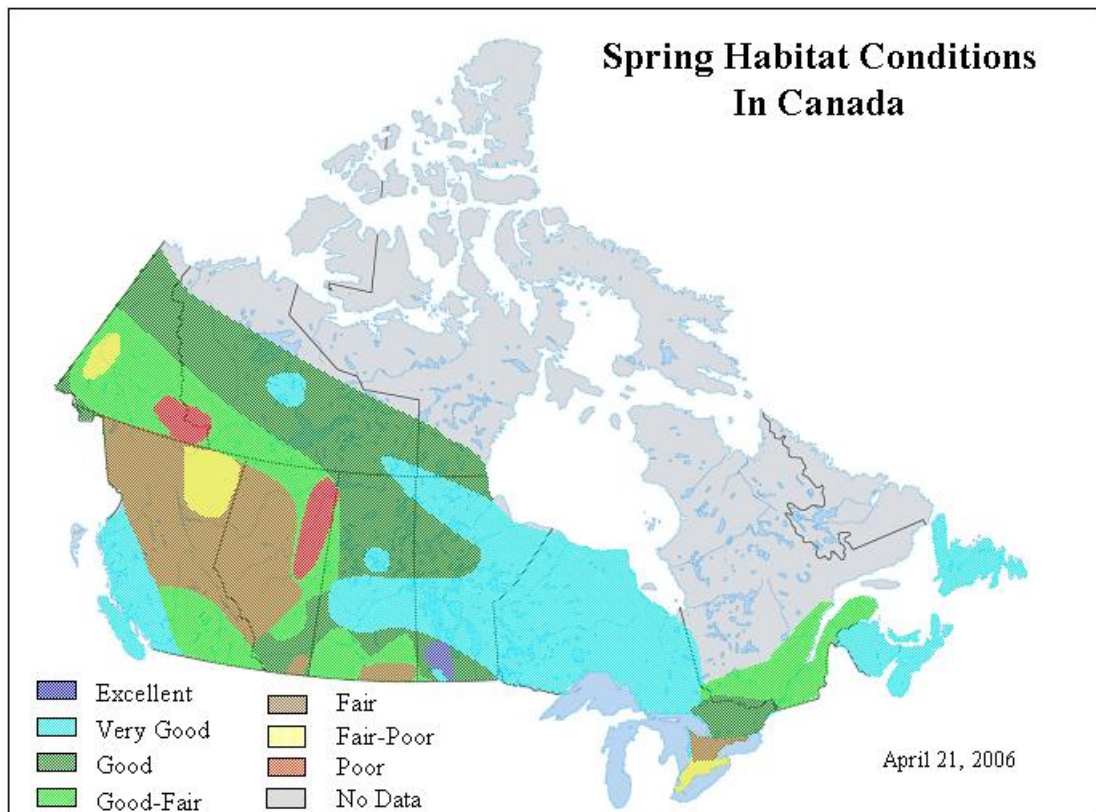 Spring Habitat Conditions
In Canada
Excellent
Very Good
Good
Good-Fair
Fair
Fair-Poor
Poor
No Data
April 21, 2006